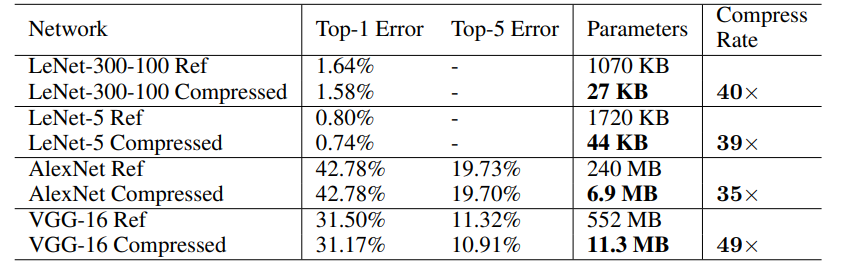 Network Top-1 Error Top-5 Error Parameters Compress Rate
LeNet-300-100 Ref 1.64% - 1070 KB
LeNet-300-100 Compressed 1.58% - 27 KB 40×
LeNet-5 Ref 0.80% - 1720 KB
LeNet-5 Compressed 0.74% - 44 KB 39×
AlexNet Ref 42.78% 19.73% 240 MB
AlexNet Compressed 42.78% 19.70% 6.9 MB 35×
VGG-16 Ref 31.50% 11.32% 552 MB
VGG-16 Compressed 31.17% 10.91% 11.3 MB 49×